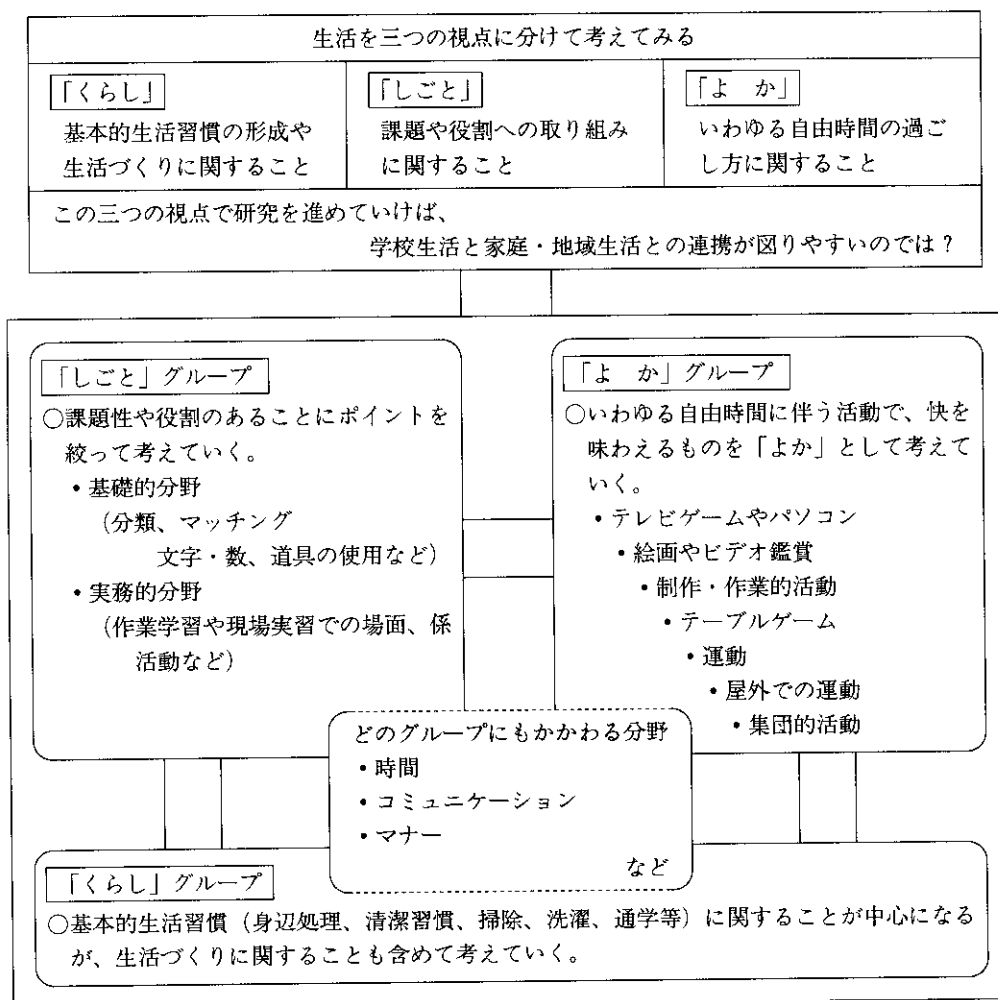 生活を三つの視点に分けて考えてみる
「くらし」
基本的生活習慣の形成や
生活づくりに関すること
「しごと」
課題や役割への取り組み
に関すること
「よ　か」
いわゆる自由時間の過ご
し方に関すること
この三つの視点で研究を進めていけば、
学校生活と家庭・地域生活との連携が図りやすいのでは？
「しごと」グループ
○課題性や役割のあることにポイントを
絞って考えていく。
・基礎的分野
（分類、マッチング
文字・数、道具の使用など）
・実務的分野
（作業学習や現場実習での場面、係
活動など）
「よ　か」グループ
○いわゆる自由時間に伴う活動で、快を
味わえるものを「よか」として考えて
いく。
・テレビゲームやパソコン
・絵画やビデオ鑑賞
・制作・作業的活動
・テーブルゲーム
・運動
・屋外での運動
・集団的活動
どのグループにもかかわる分野
・時間
・コミュニケーション
・マナー
など
「くらし」グループ
○基本的生活習慣（身辺処理、清潔習慣、掃除、洗濯、通学等）に関することが中心になる
が、生活づくりに関することも含めて考えていく。